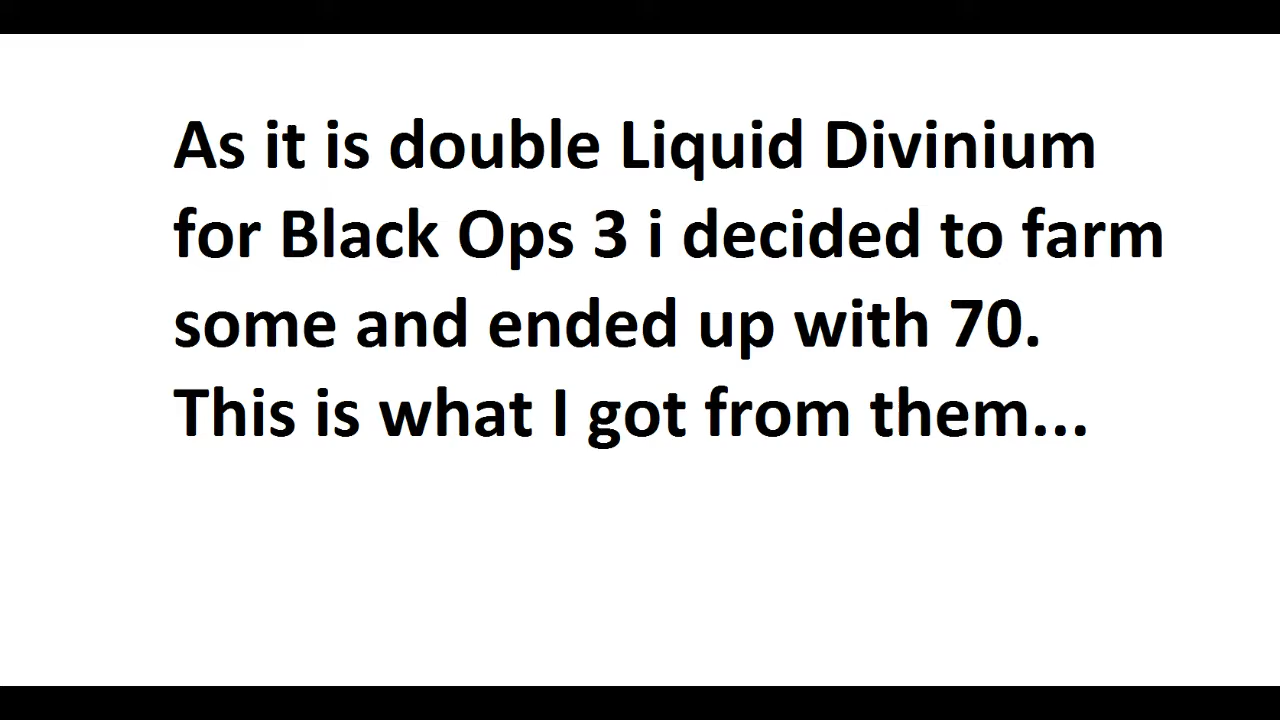 As it is double Liquid Divinium
for Black Ops 3 i decided to farm
some and ended up with 70.
This is what I got from them...